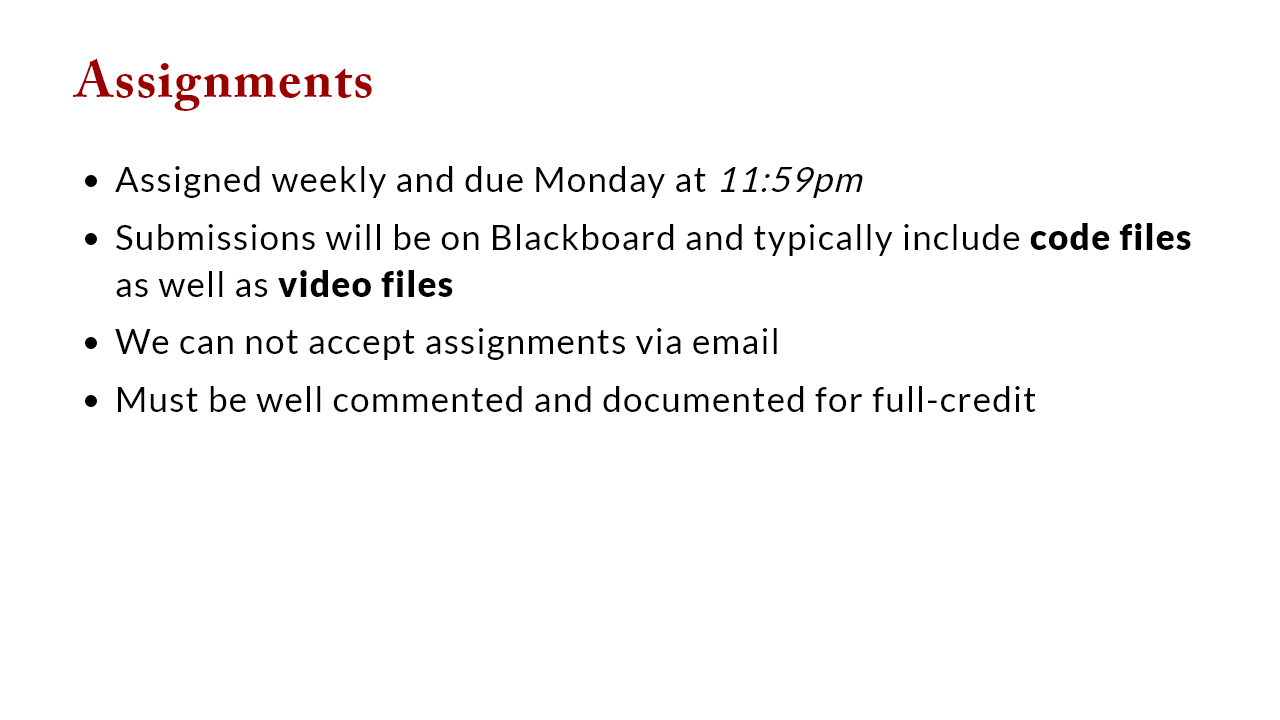 Assignments
• Assigned weekly and due Monday at 11:59pm
• Submissions will be on Blackboard and typically include code files
as well as video files
• We can not accept assignments via email
• Must be well commented and documented for full-credit